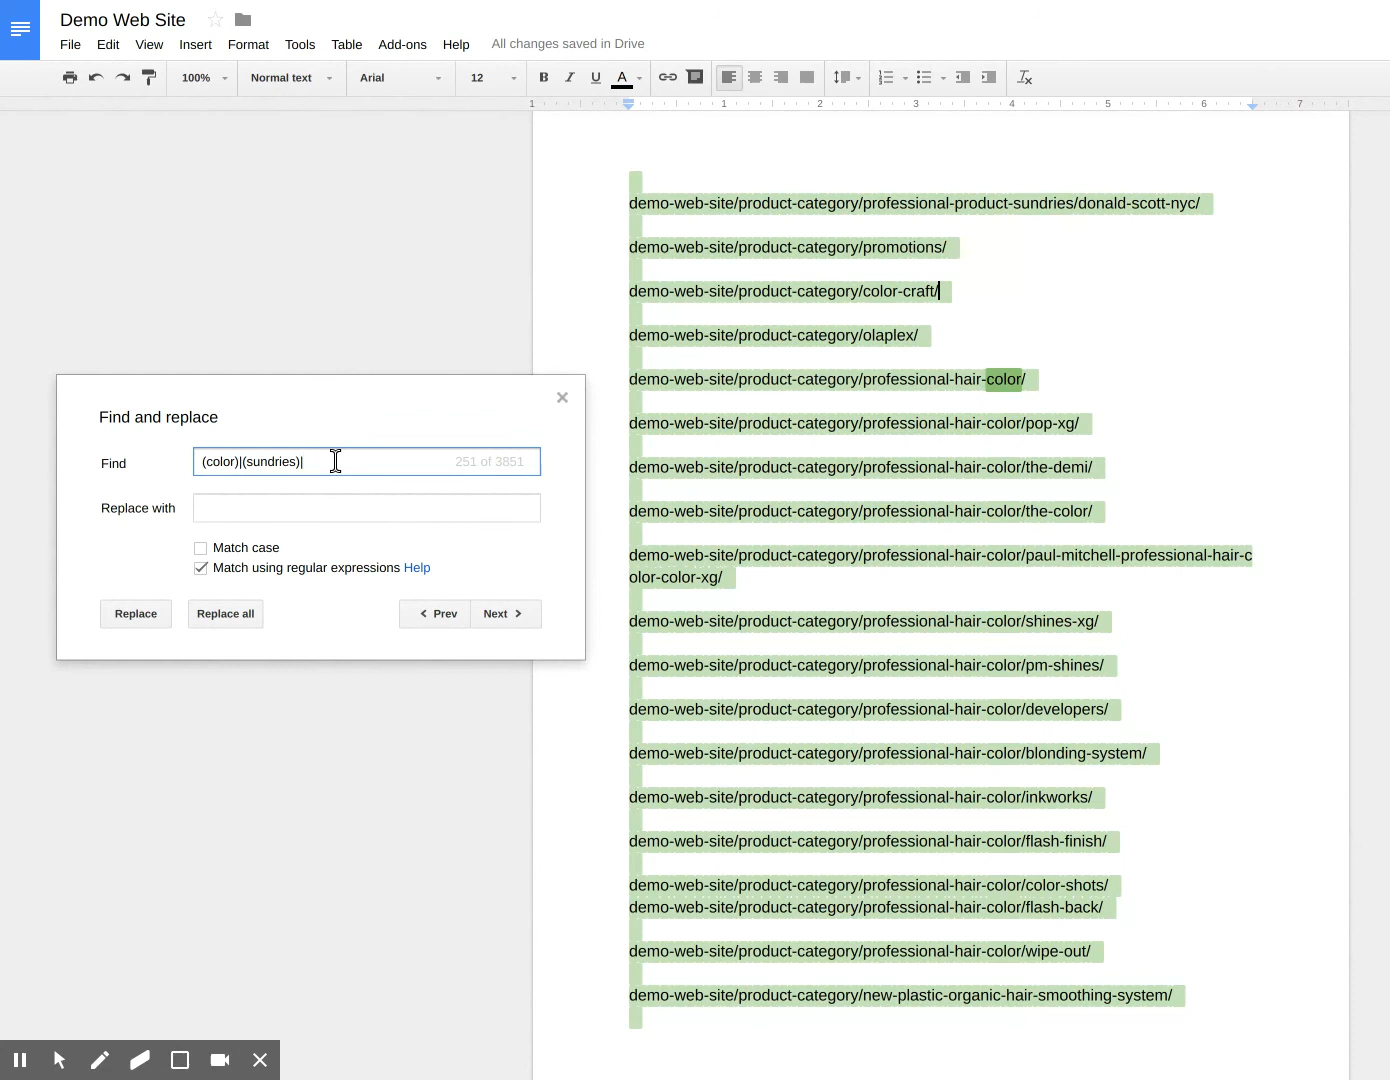 Demo Web Site
File Edit View Insert Format Tools Table Add-ons Help All changes saved in Drive
100% Normal text Arial 12 B I U A
1 1 2 3 4 5 6 7
demo-web-site/product-category/professional-product-sundries/donald-scott-nyc/
demo-web-site/product-category/promotions/
demo-web-site/product-category/color-craft/
demo-web-site/product-category/olaplex/
demo-web-site/product-category/professional-hair-color/
demo-web-site/product-category/professional-hair-color/pop-xg/
demo-web-site/product-category/professional-hair-color/the-demi/
demo-web-site/product-category/professional-hair-color/the-color/
demo-web-site/product-category/professional-hair-color/paul-mitchell-professional-hair-c
olor-color-xg/
demo-web-site/product-category/professional-hair-color/shines-xg/
demo-web-site/product-category/professional-hair-color/pm-shines/
demo-web-site/product-category/professional-hair-color/developers/
demo-web-site/product-category/professional-hair-color/blonding-system/
demo-web-site/product-category/professional-hair-color/inkworks/
demo-web-site/product-category/professional-hair-color/flash-finish/
demo-web-site/product-category/professional-hair-color/color-shots/
demo-web-site/product-category/professional-hair-color/flash-back/
demo-web-site/product-category/professional-hair-color/wipe-out/
demo-web-site/product-category/new-plastic-organic-hair-smoothing-system/
Find and replace
Find (color)|(sundries)| 251 of 3851
Replace with
Match case
Match using regular expressions Help
Replace Replace all Prev Next